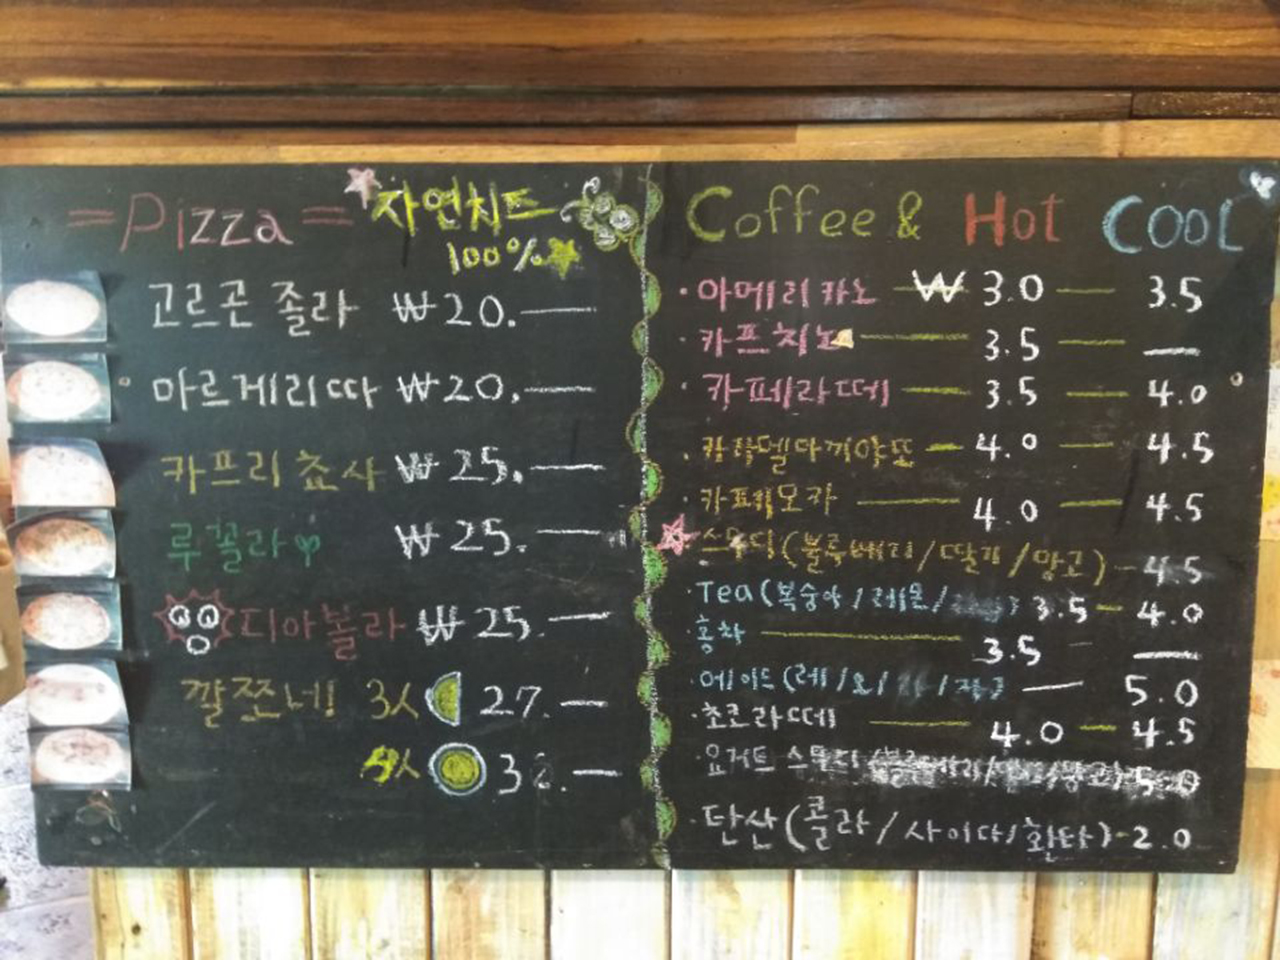 =Pizza= 자연치즈
100%
고르곤 졸라 ₩20.—
마르게리따 ₩20.—
카프리쵸사 ₩25.—
루꼴라 ₩25.—
디아볼라 ₩25.—
깔쪼네! 3人 27.—
4人
Coffee & Hot COOL
·아메리카노 — ₩ 3.0 — 3.5
·카프치노 — 3.5 — —
·카페라떼 — 3.5 — 4.0
·카라멜마끼야또 — 4.0 — 4.5
·카페모카 — 4.0 — 4.5
스무디(블루베리/딸기/망고) - 4.5
·Tea(복숭아/레몬/ ) 3.5 — 4.0
·홍차 — 3.5 — —
·에이드(레/오/ /자) — 5.0
·초코라떼 — 4.0 — 4.5
·요거트 스무디 (블루베리/ /망고) 5.0
·탄산(콜라/사이다/환타)-2.0